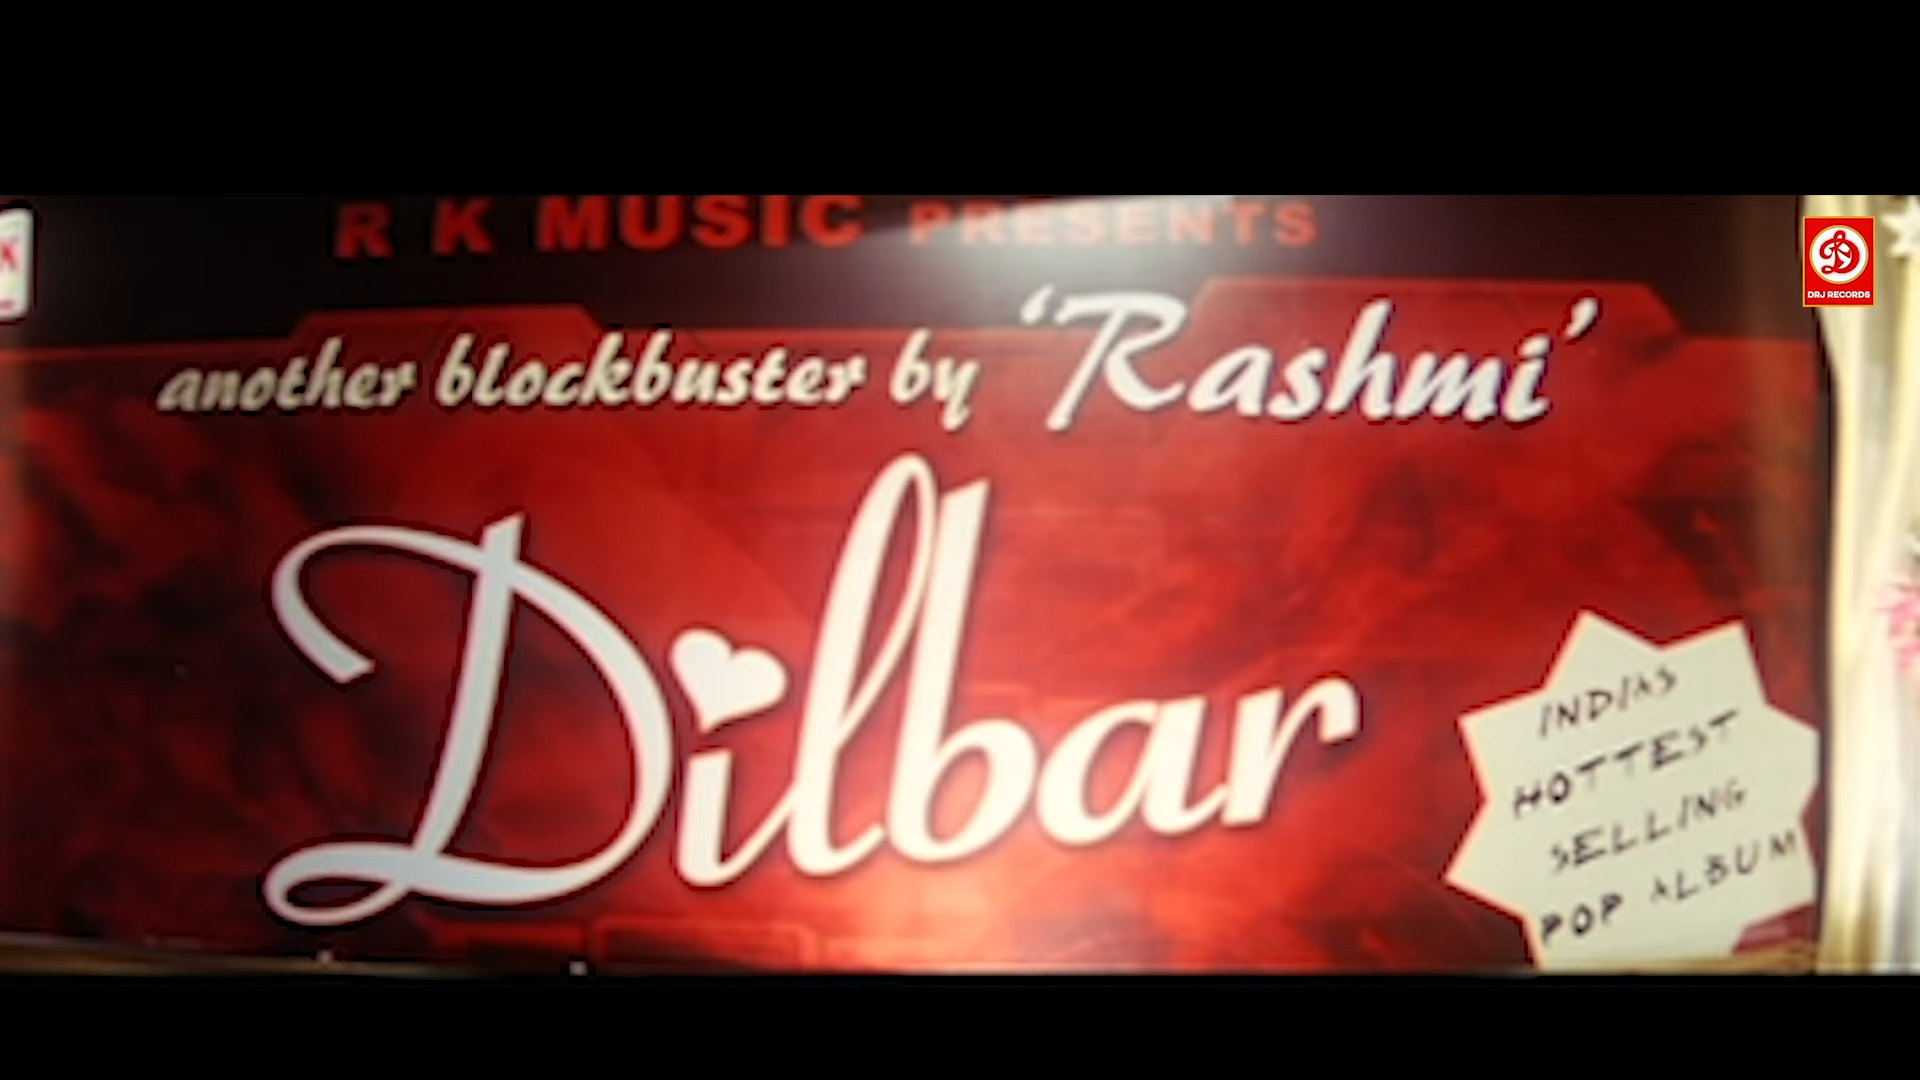 R K MUSIC PRESENTS
another blockbuster by 'Rashmi'
Dilbar
INDIAS
HOTTEST
SELLING
POP ALBUM
DRJ RECORDS